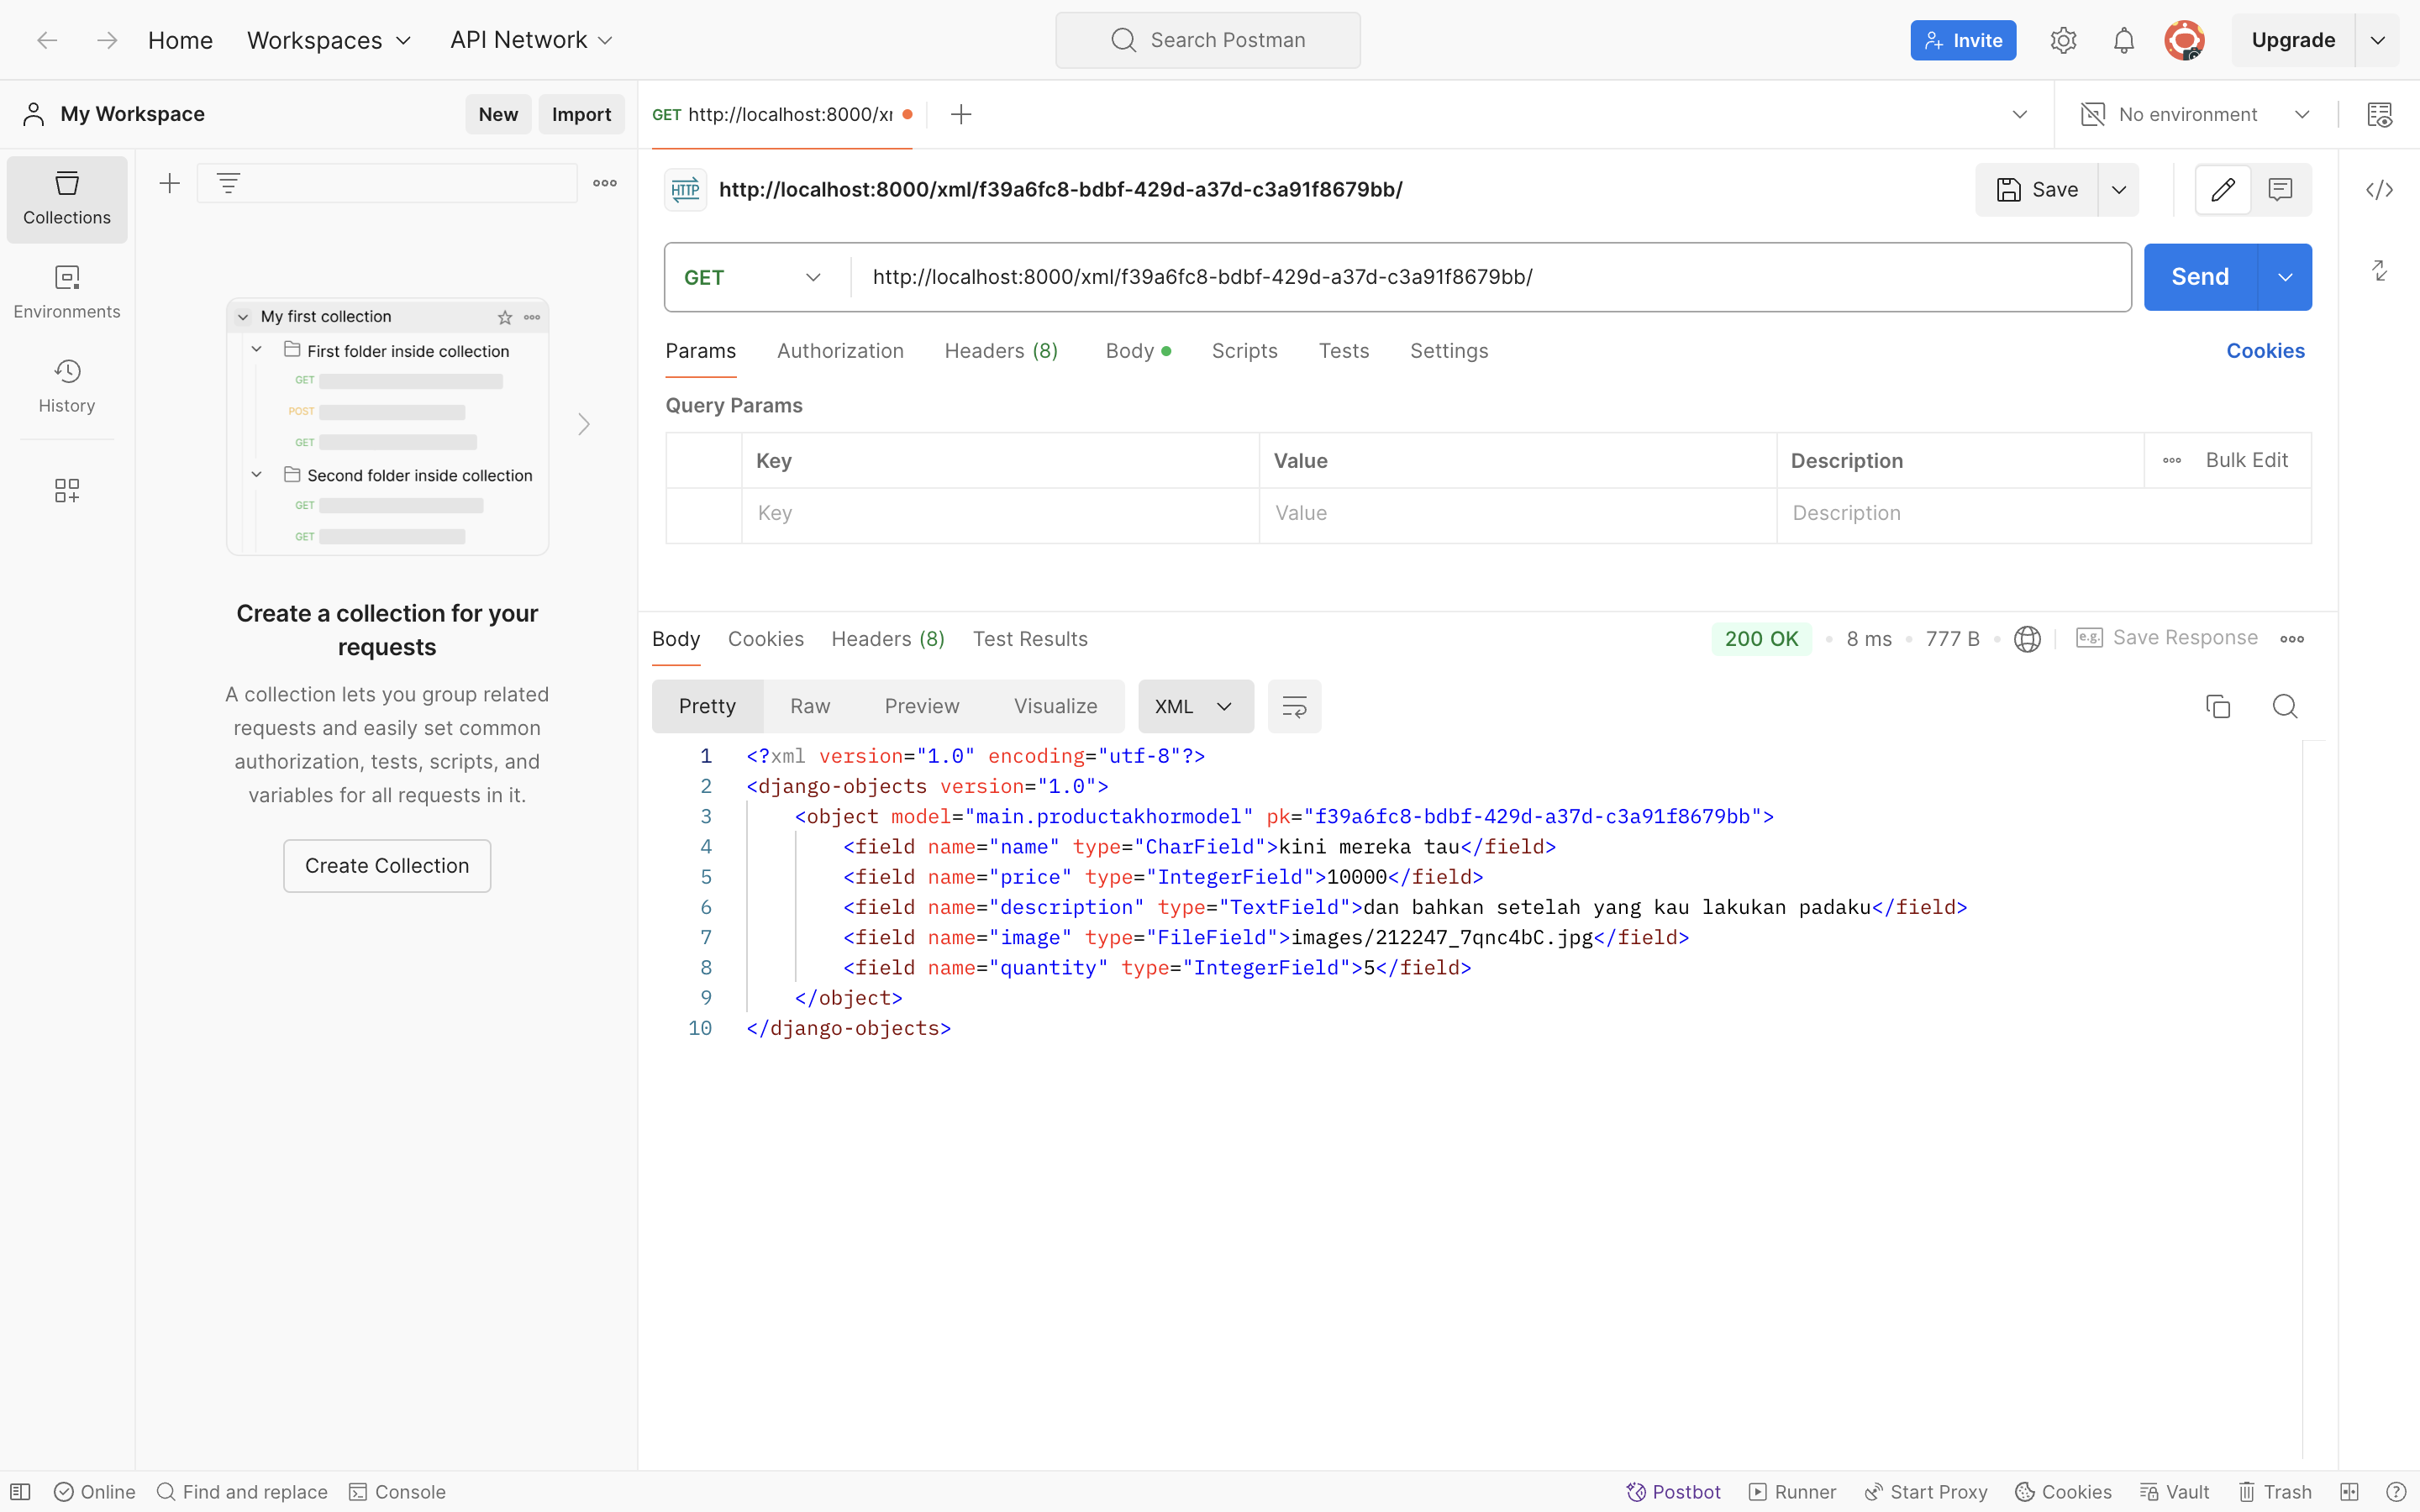 Home Workspaces API Network Search Postman Invite Upgrade
My Workspace New Import GET http://localhost:8000/xr No environment
Collections
Environments
History
My first collection
First folder inside collection
GET
POST
GET
Second folder inside collection
GET
GET
Create a collection for your
requests
A collection lets you group related
requests and easily set common
authorization, tests, scripts, and
variables for all requests in it.
Create Collection
HTTP http://localhost:8000/xml/f39a6fc8-bdbf-429d-a37d-c3a91f8679bb/ Save
GET http://localhost:8000/xml/f39a6fc8-bdbf-429d-a37d-c3a91f8679bb/ Send
Params Authorization Headers (8) Body Scripts Tests Settings Cookies
Query Params
Key Value Description Bulk Edit
Key Value Description
Body Cookies Headers (8) Test Results 200 OK 8 ms 777 B e.g. Save Response
Pretty Raw Preview Visualize XML
1 <?xml version="1.0" encoding="utf-8"?>
2 <django-objects version="1.0">
3 <object model="main.productakhormodel" pk="f39a6fc8-bdbf-429d-a37d-c3a91f8679bb">
4 <field name="name" type="CharField">kini mereka tau</field>
5 <field name="price" type="IntegerField">10000</field>
6 <field name="description" type="TextField">dan bahkan setelah yang kau lakukan padaku</field>
7 <field name="image" type="FileField">images/212247_7qnc4bC.jpg</field>
8 <field name="quantity" type="IntegerField">5</field>
9 </object>
10 </django-objects>
Online Find and replace Console Postbot Runner Start Proxy Cookies Vault Trash